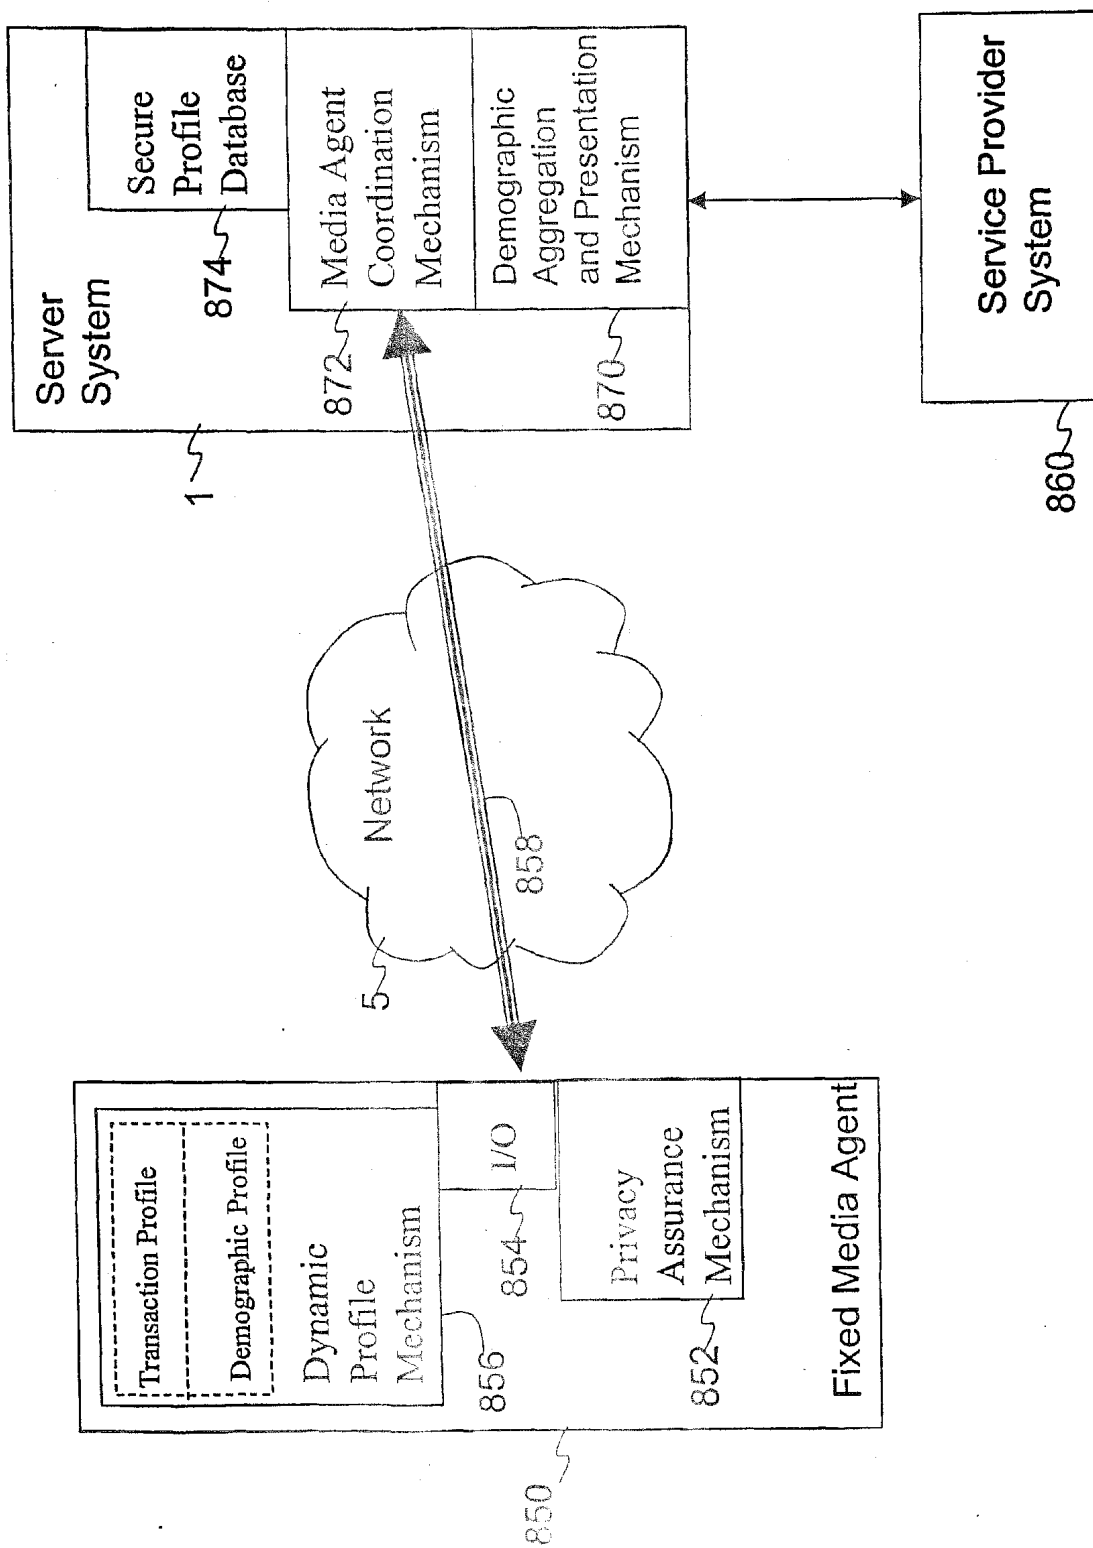 Transaction Profile
Demographic Profile
Dynamic
Profile
Mechanism
856
I/O
854
Privacy
Assurance
Mechanism
852
Fixed Media Agent
850
Network
5
858
Server
System
1
Secure
Profile
Database
874
Media Agent
Coordination
Mechanism
872
Demographic
Aggregation
and Presentation
Mechanism
870
Service Provider
System
860